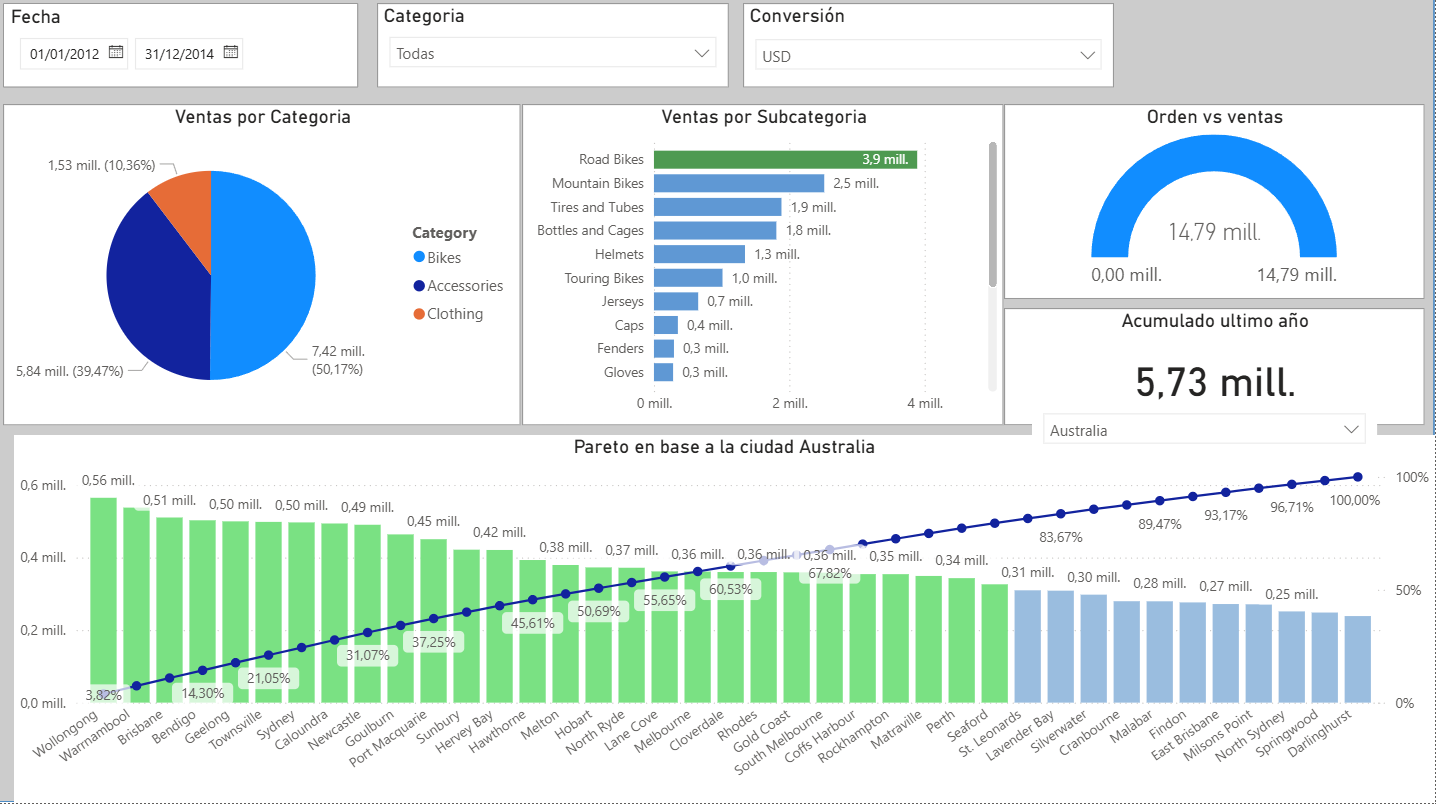 Fecha
01/01/2012
31/12/2014
Categoria
Todas
Conversión
USD
Ventas por Categoria
1,53 mill. (10,36%)
5,84 mill. (39,47%)
7,42 mill.
(50,17%)
Category
Bikes
Accessories
Clothing
Ventas por Subcategoria
Road Bikes 3,9 mill.
Mountain Bikes 2,5 mill.
Tires and Tubes 1,9 mill.
Bottles and Cages 1,8 mill.
Helmets 1,3 mill.
Touring Bikes 1,0 mill.
Jerseys 0,7 mill.
Caps 0,4 mill.
Fenders 0,3 mill.
Gloves 0,3 mill.
0 mill. 2 mill. 4 mill.
Orden vs ventas
14,79 mill.
0,00 mill. 14,79 mill.
Acumulado ultimo año
5,73 mill.
Australia
Pareto en base a la ciudad Australia
0,6 mill.
0,4 mill.
0,2 mill.
0,0 mill.
0,56 mill.
0,51 mill.
0,50 mill.
0,50 mill.
0,49 mill.
0,45 mill.
0,42 mill.
0,38 mill.
0,37 mill.
0,36 mill.
0,36 mill.
0,36 mill.
0,35 mill.
0,34 mill.
0,31 mill.
0,30 mill.
0,28 mill.
0,27 mill.
0,25 mill.
3,82%
14,30%
21,05%
31,07%
37,25%
45,61%
50,69%
55,65%
60,53%
67,82%
83,67%
89,47%
93,17%
96,71%
100,00%
100%
50%
0%
Wollongong
Warrnambool
Brisbane
Bendigo
Geelong
Townsville
Sydney
Caloundra
Newcastle
Goulburn
Port Macquarie
Sunbury
Hervey Bay
Hawthorne
Melton
Hobart
North Ryde
Lane Cove
Melbourne
Cloverdale
Rhodes
Gold Coast
South Melbourne
Coffs Harbour
Rockhampton
Matraville
Perth
Seaford
St. Leonards
Lavender Bay
Silverwater
Cranbourne
Malabar
Findon
East Brisbane
Milsons Point
North Sydney
Springwood
Darlinghurst